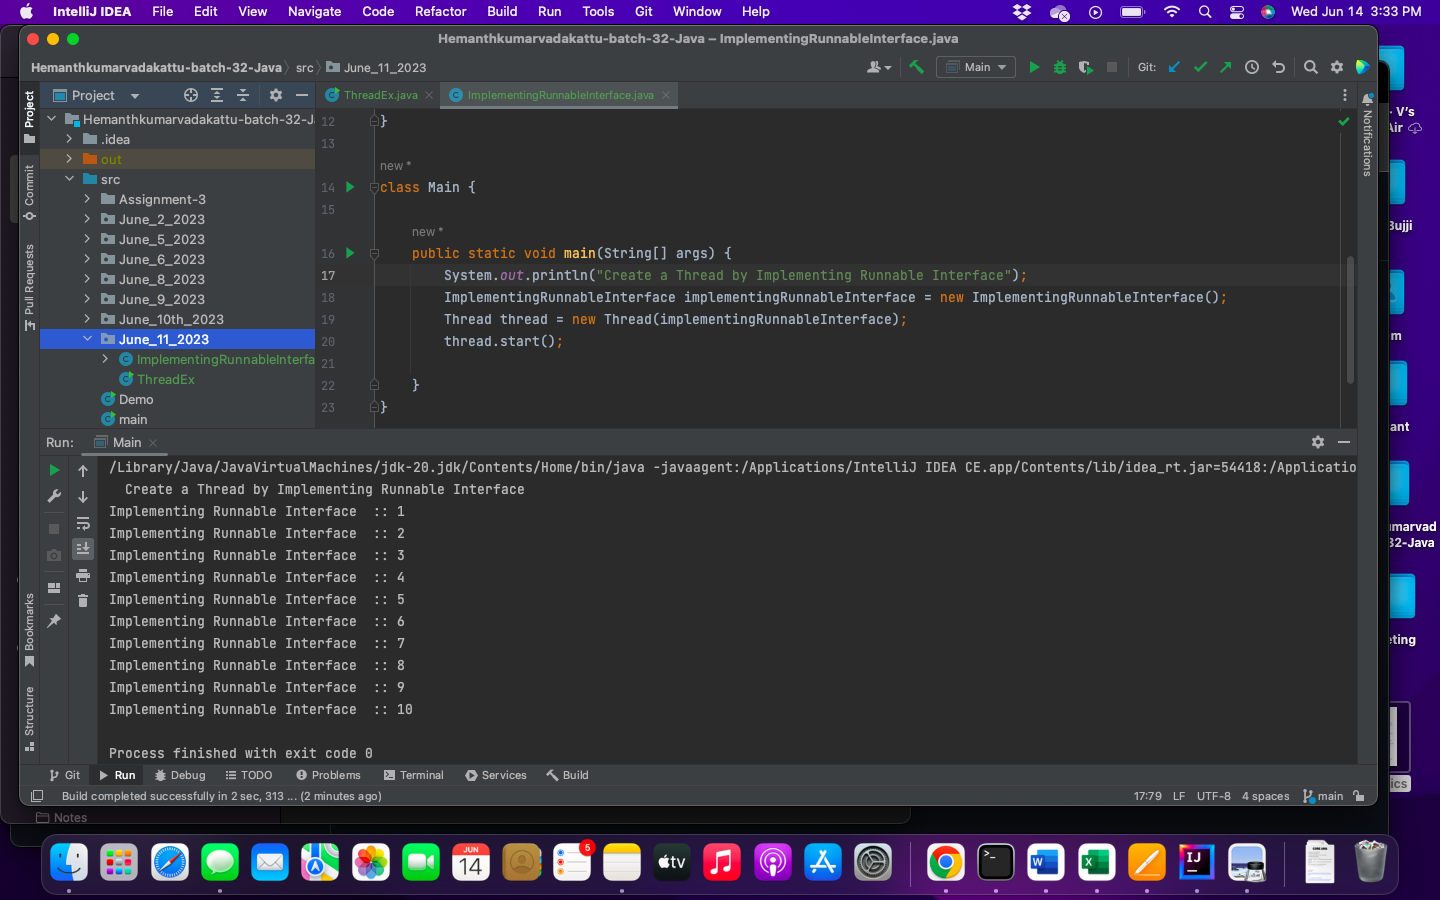 IntelliJ IDEA File Edit View Navigate Code Refactor Build Run Tools Git Window Help Wed Jun 14 3:33 PM
Hemanthkumarvadakattu-batch-32-Java – ImplementingRunnableInterface.java
Hemanthkumarvadakattu-batch-32-Java src June_11_2023 Main Git:
Project ThreadEx.java ImplementingRunnableInterface.java
Project
Commit
Pull Requests
Bookmarks
Structure
Notifications
Hemanthkumarvadakattu-batch-32-J
.idea
out
src
Assignment-3
June_2_2023
June_5_2023
June_6_2023
June_8_2023
June_9_2023
June_10th_2023
June_11_2023
ImplementingRunnableInterfa
ThreadEx
Demo
main
12 }
13
new *
14 class Main {
15
new *
16 public static void main(String[] args) {
17 System.out.println("Create a Thread by Implementing Runnable Interface");
18 ImplementingRunnableInterface implementingRunnableInterface = new ImplementingRunnableInterface();
19 Thread thread = new Thread(implementingRunnableInterface);
20 thread.start();
21
22 }
23 }
Run: Main
/Library/Java/JavaVirtualMachines/jdk-20.jdk/Contents/Home/bin/java -javaagent:/Applications/IntelliJ IDEA CE.app/Contents/lib/idea_rt.jar=54418:/Applicatio
Create a Thread by Implementing Runnable Interface
Implementing Runnable Interface :: 1
Implementing Runnable Interface :: 2
Implementing Runnable Interface :: 3
Implementing Runnable Interface :: 4
Implementing Runnable Interface :: 5
Implementing Runnable Interface :: 6
Implementing Runnable Interface :: 7
Implementing Runnable Interface :: 8
Implementing Runnable Interface :: 9
Implementing Runnable Interface :: 10
Process finished with exit code 0
Git Run Debug TODO Problems Terminal Services Build
Build completed successfully in 2 sec, 313 ... (2 minutes ago) 17:79 LF UTF-8 4 spaces main
Notes
V's
Air
Bujji
m
ant
umarvad
32-Java
eting
ics
JUN
14
5
tv
W
X
IJ